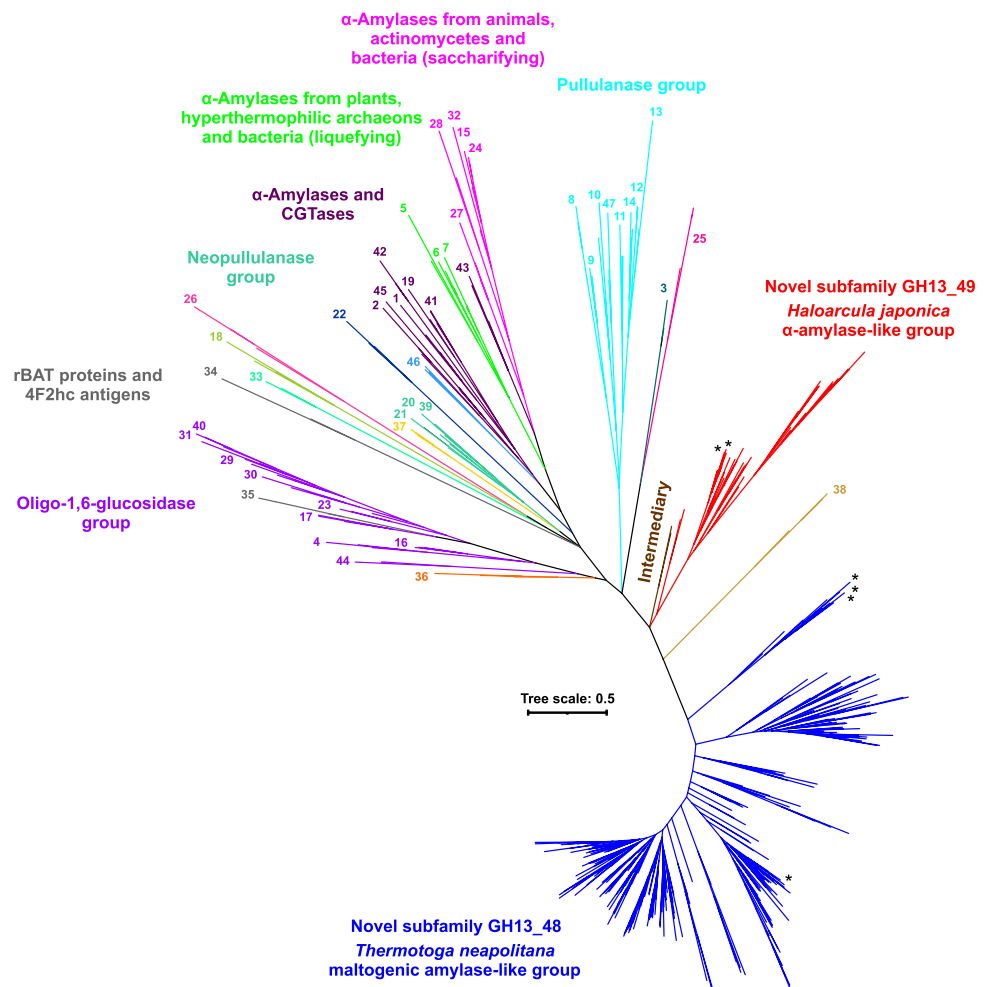 α-Amylases from animals,
actinomycetes and
bacteria (saccharifying)
Pullulanase group
α-Amylases from plants,
hyperthermophilic archaeons
and bacteria (liquefying)
13
32
28
15
24
α-Amylases and
CGTases
5
27
8
10
47
11
12
14
25
42
6
7
43
9
Neopullulanase
group
19
45
1
2
41
3
Novel subfamily GH13_49
Haloarcula japonica
α-amylase-like group
26
22
18
46
rBAT proteins and
4F2hc antigens
34
33
20
39
21
37
40
31
29
30
* *
Oligo-1,6-glucosidase
group
35
23
17
4
16
44
36
Intermediary
38
*
*
*
Tree scale: 0.5
*
Novel subfamily GH13_48
Thermotoga neapolitana
maltogenic amylase-like group